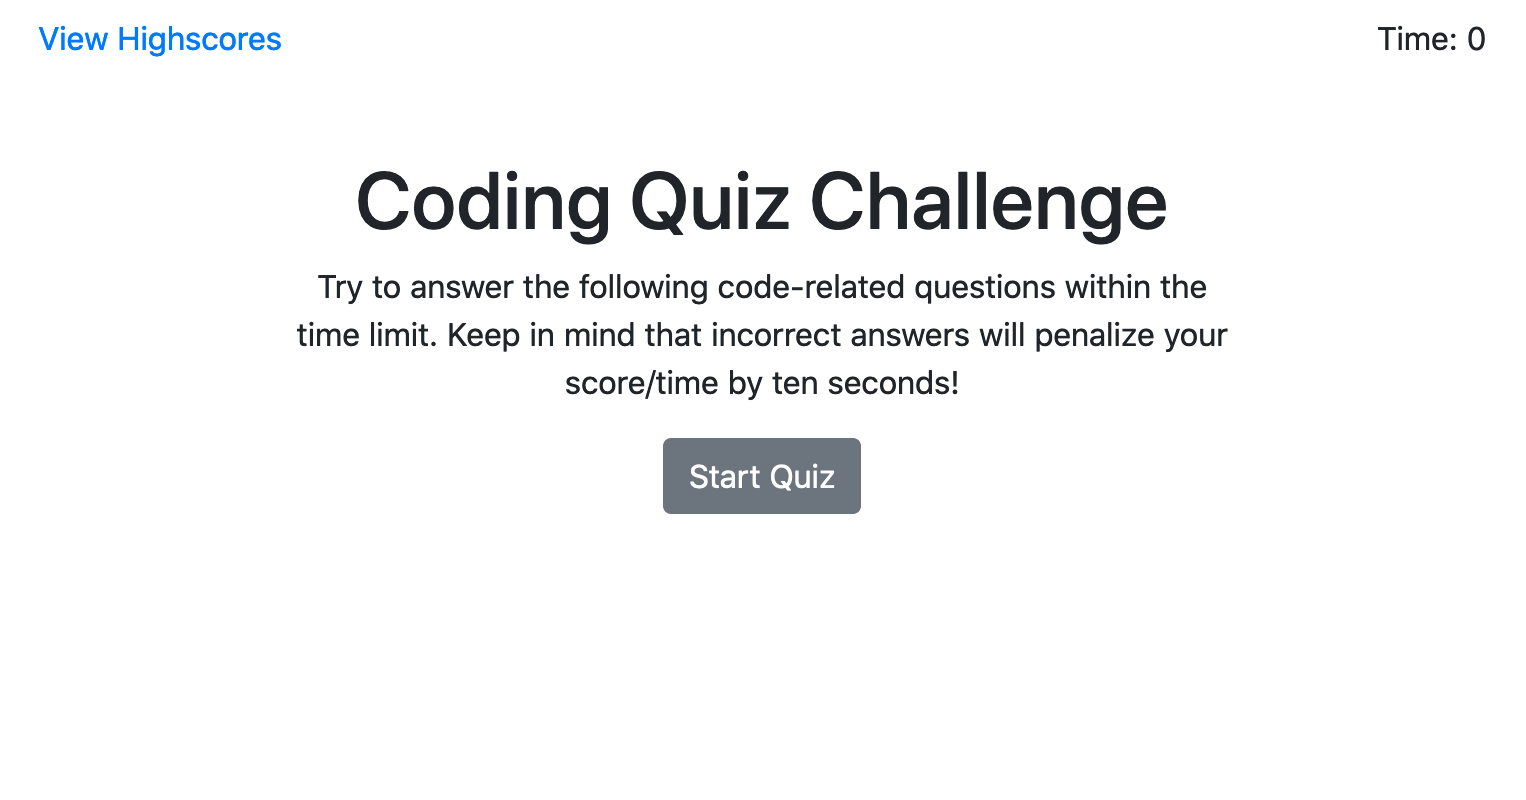 View Highscores
Time: 0
Coding Quiz Challenge
Try to answer the following code-related questions within the
time limit. Keep in mind that incorrect answers will penalize your
score/time by ten seconds!
Start Quiz